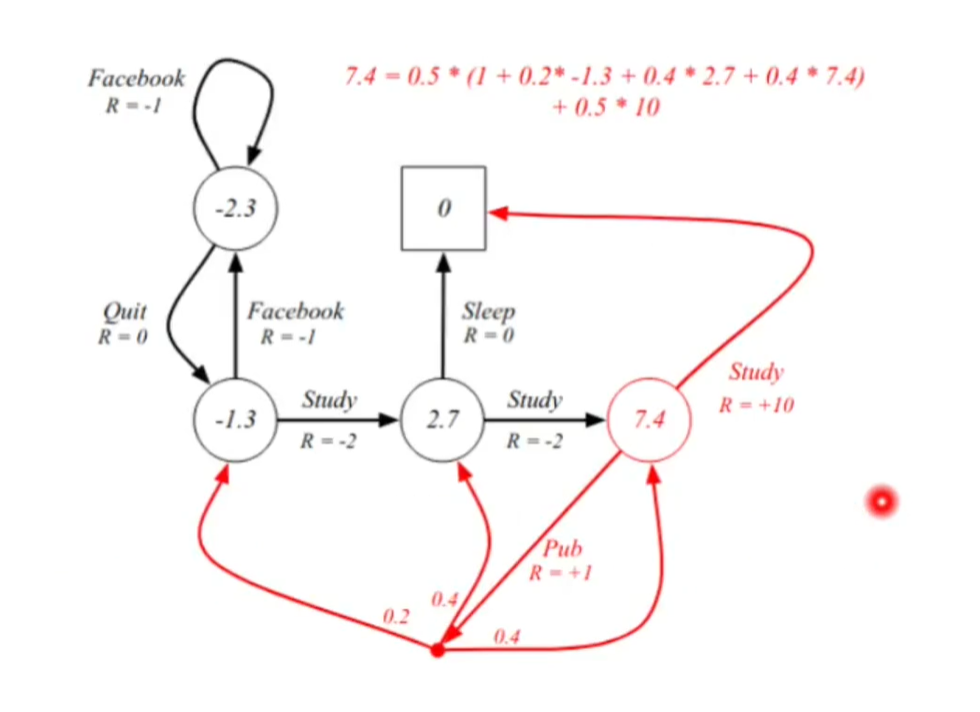 Facebook
R = -1
7.4 = 0.5 * (1 + 0.2* -1.3 + 0.4 * 2.7 + 0.4 * 7.4)
+ 0.5 * 10
-2.3
0
Quit
R = 0
Facebook
R = -1
Sleep
R = 0
-1.3
Study
R = -2
2.7
Study
R = -2
7.4
Study
R = +10
Pub
R = +1
0.2
0.4
0.4